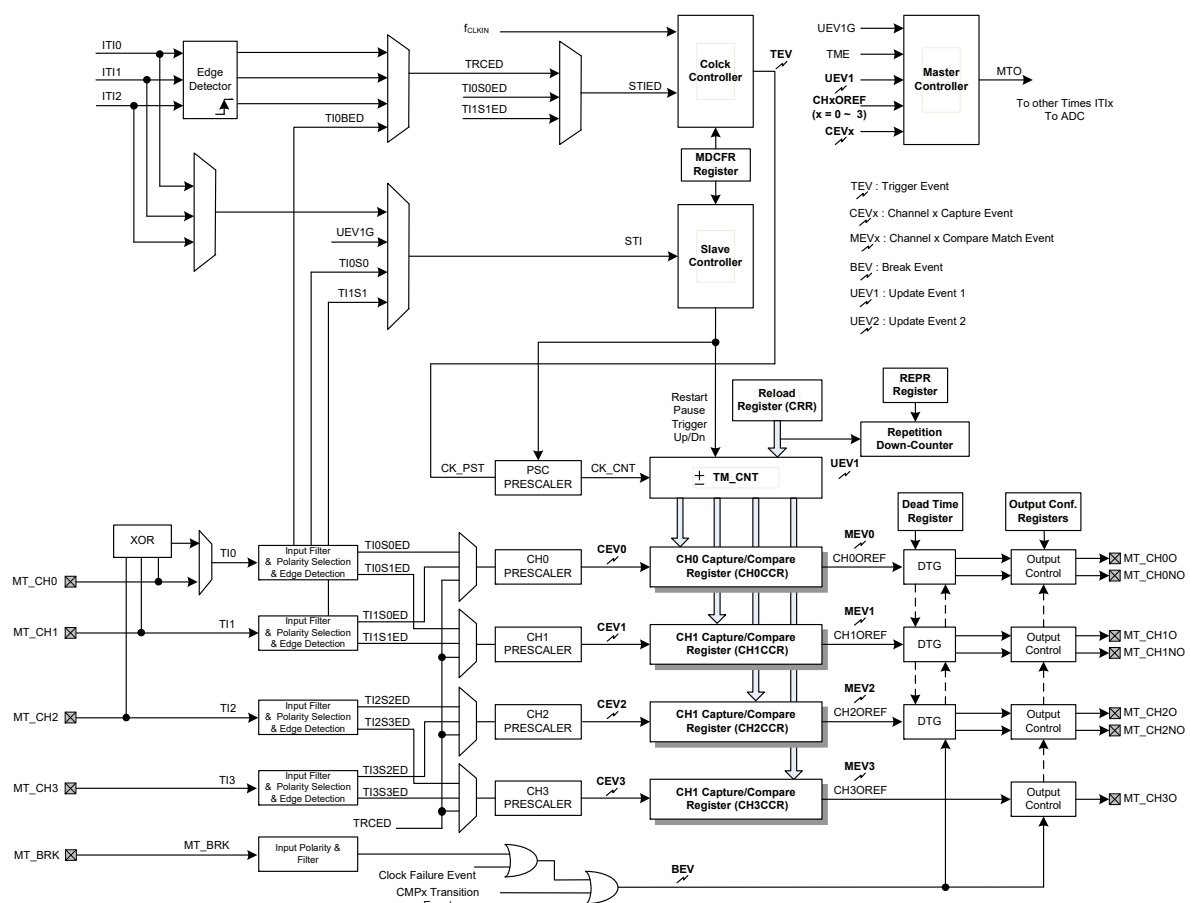 fCLKIN
ITI0
ITI1
ITI2
Edge
Detector
TRCED
TI0S0ED
TI1S1ED
TI0BED
STIED
Colck
Controller
TEV
UEV1G
TME
UEV1
CHxOREF
(x = 0 ~ 3)
CEVx
Master
Controller
MTO
To other Times ITIx
To ADC
MDCFR
Register
UEV1G
TI0S0
TI1S1
STI
Slave
Controller
TEV : Trigger Event
CEVx : Channel x Capture Event
MEVx : Channel x Compare Match Event
BEV : Break Event
UEV1 : Update Event 1
UEV2 : Update Event 2
Restart
Pause
Trigger
Up/Dn
Reload
Register (CRR)
REPR
Register
Repetition
Down-Counter
CK_PST
PSC
PRESCALER
CK_CNT
± TM_CNT
UEV1
Dead Time
Register
Output Conf.
Registers
XOR
MT_CH0
TI0
Input Filter
& Polarity Selection
& Edge Detection
TI0S0ED
TI0S1ED
CH0
PRESCALER
CEV0
CH0 Capture/Compare
Register (CH0CCR)
MEV0
CH0OREF
DTG
Output
Control
MT_CH0O
MT_CH0NO
MT_CH1
TI1
Input Filter
& Polarity Selection
& Edge Detection
TI1S0ED
TI1S1ED
CH1
PRESCALER
CEV1
CH1 Capture/Compare
Register (CH1CCR)
MEV1
CH1OREF
DTG
Output
Control
MT_CH1O
MT_CH1NO
MT_CH2
TI2
Input Filter
& Polarity Selection
& Edge Detection
TI2S2ED
TI2S3ED
CH2
PRESCALER
CEV2
CH1 Capture/Compare
Register (CH2CCR)
MEV2
CH2OREF
DTG
Output
Control
MT_CH2O
MT_CH2NO
MT_CH3
TI3
Input Filter
& Polarity Selection
& Edge Detection
TI3S2ED
TI3S3ED
TRCED
CH3
PRESCALER
CEV3
CH1 Capture/Compare
Register (CH3CCR)
MEV3
CH3OREF
Output
Control
MT_CH3O
MT_BRK
MT_BRK
Input Polarity &
Filter
Clock Failure Event
CMPx Transition
BEV